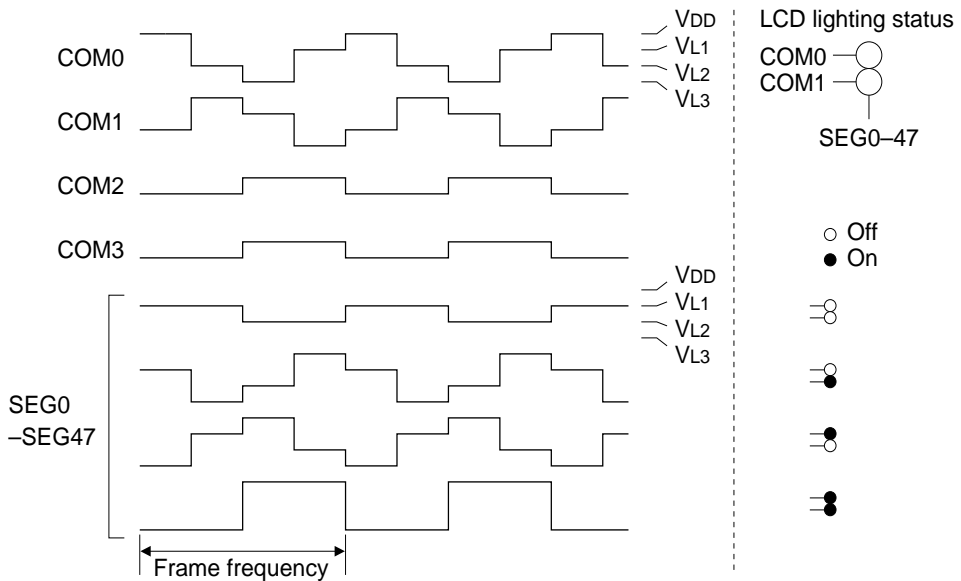 COM0
VDD
VL1
VL2
VL3
COM1
COM2
COM3
VDD
VL1
VL2
VL3
SEG0
–SEG47
Frame frequency
LCD lighting status
COM0
COM1
SEG0–47
Off
On